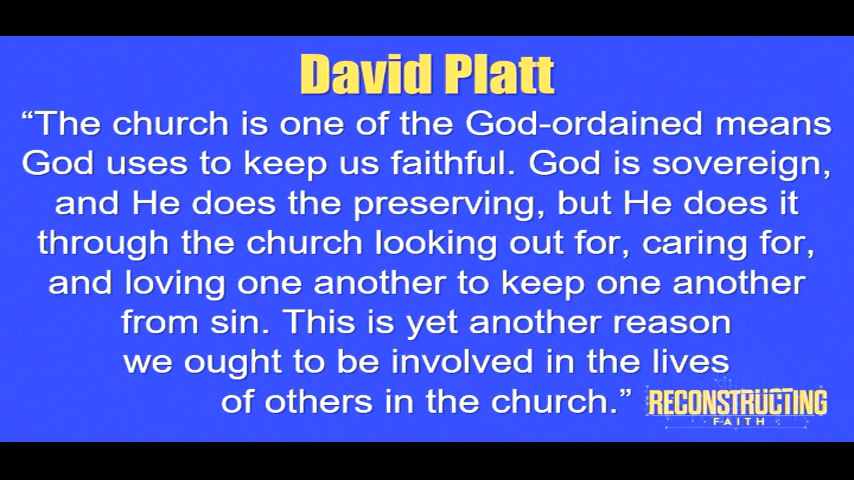 David Platt
“The church is one of the God-ordained means
God uses to keep us faithful. God is sovereign,
and He does the preserving, but He does it
through the church looking out for, caring for,
and loving one another to keep one another
from sin. This is yet another reason
we ought to be involved in the lives
of others in the church.”
RECONSTRUCTING
FAITH